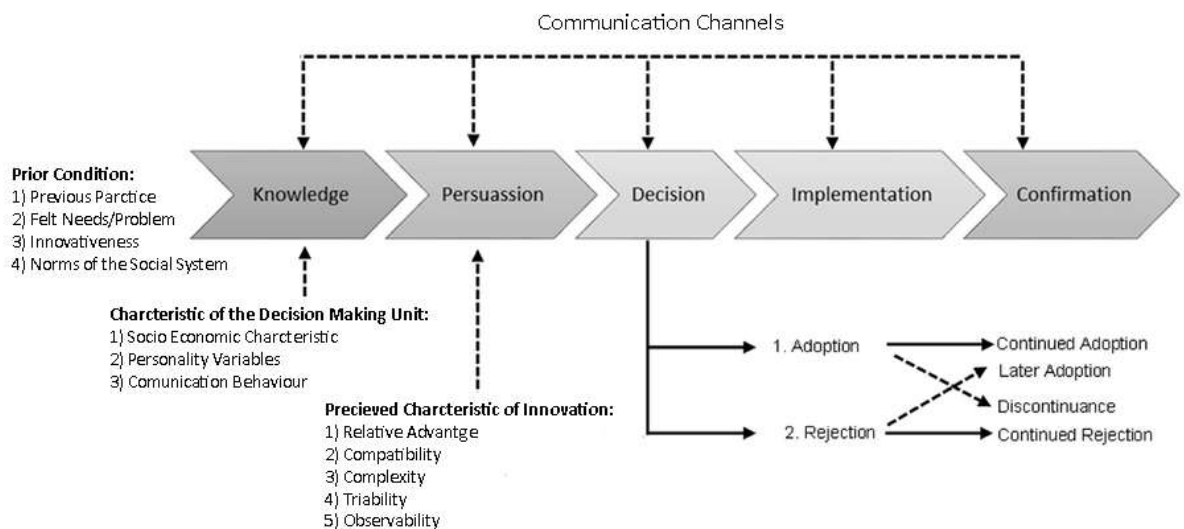 Communication Channels
Knowledge
Persuassion
Decision
Implementation
Confirmation
Prior Condition:
1) Previous Parctice
2) Felt Needs/Problem
3) Innovativeness
4) Norms of the Social System
Charcteristic of the Decision Making Unit:
1) Socio Economic Charcteristic
2) Personality Variables
3) Comunication Behaviour
Precieved Charcteristic of Innovation:
1) Relative Advantge
2) Compatibility
3) Complexity
4) Triability
5) Observability
1. Adoption
2. Rejection
Continued Adoption
Later Adoption
Discontinuance
Continued Rejection